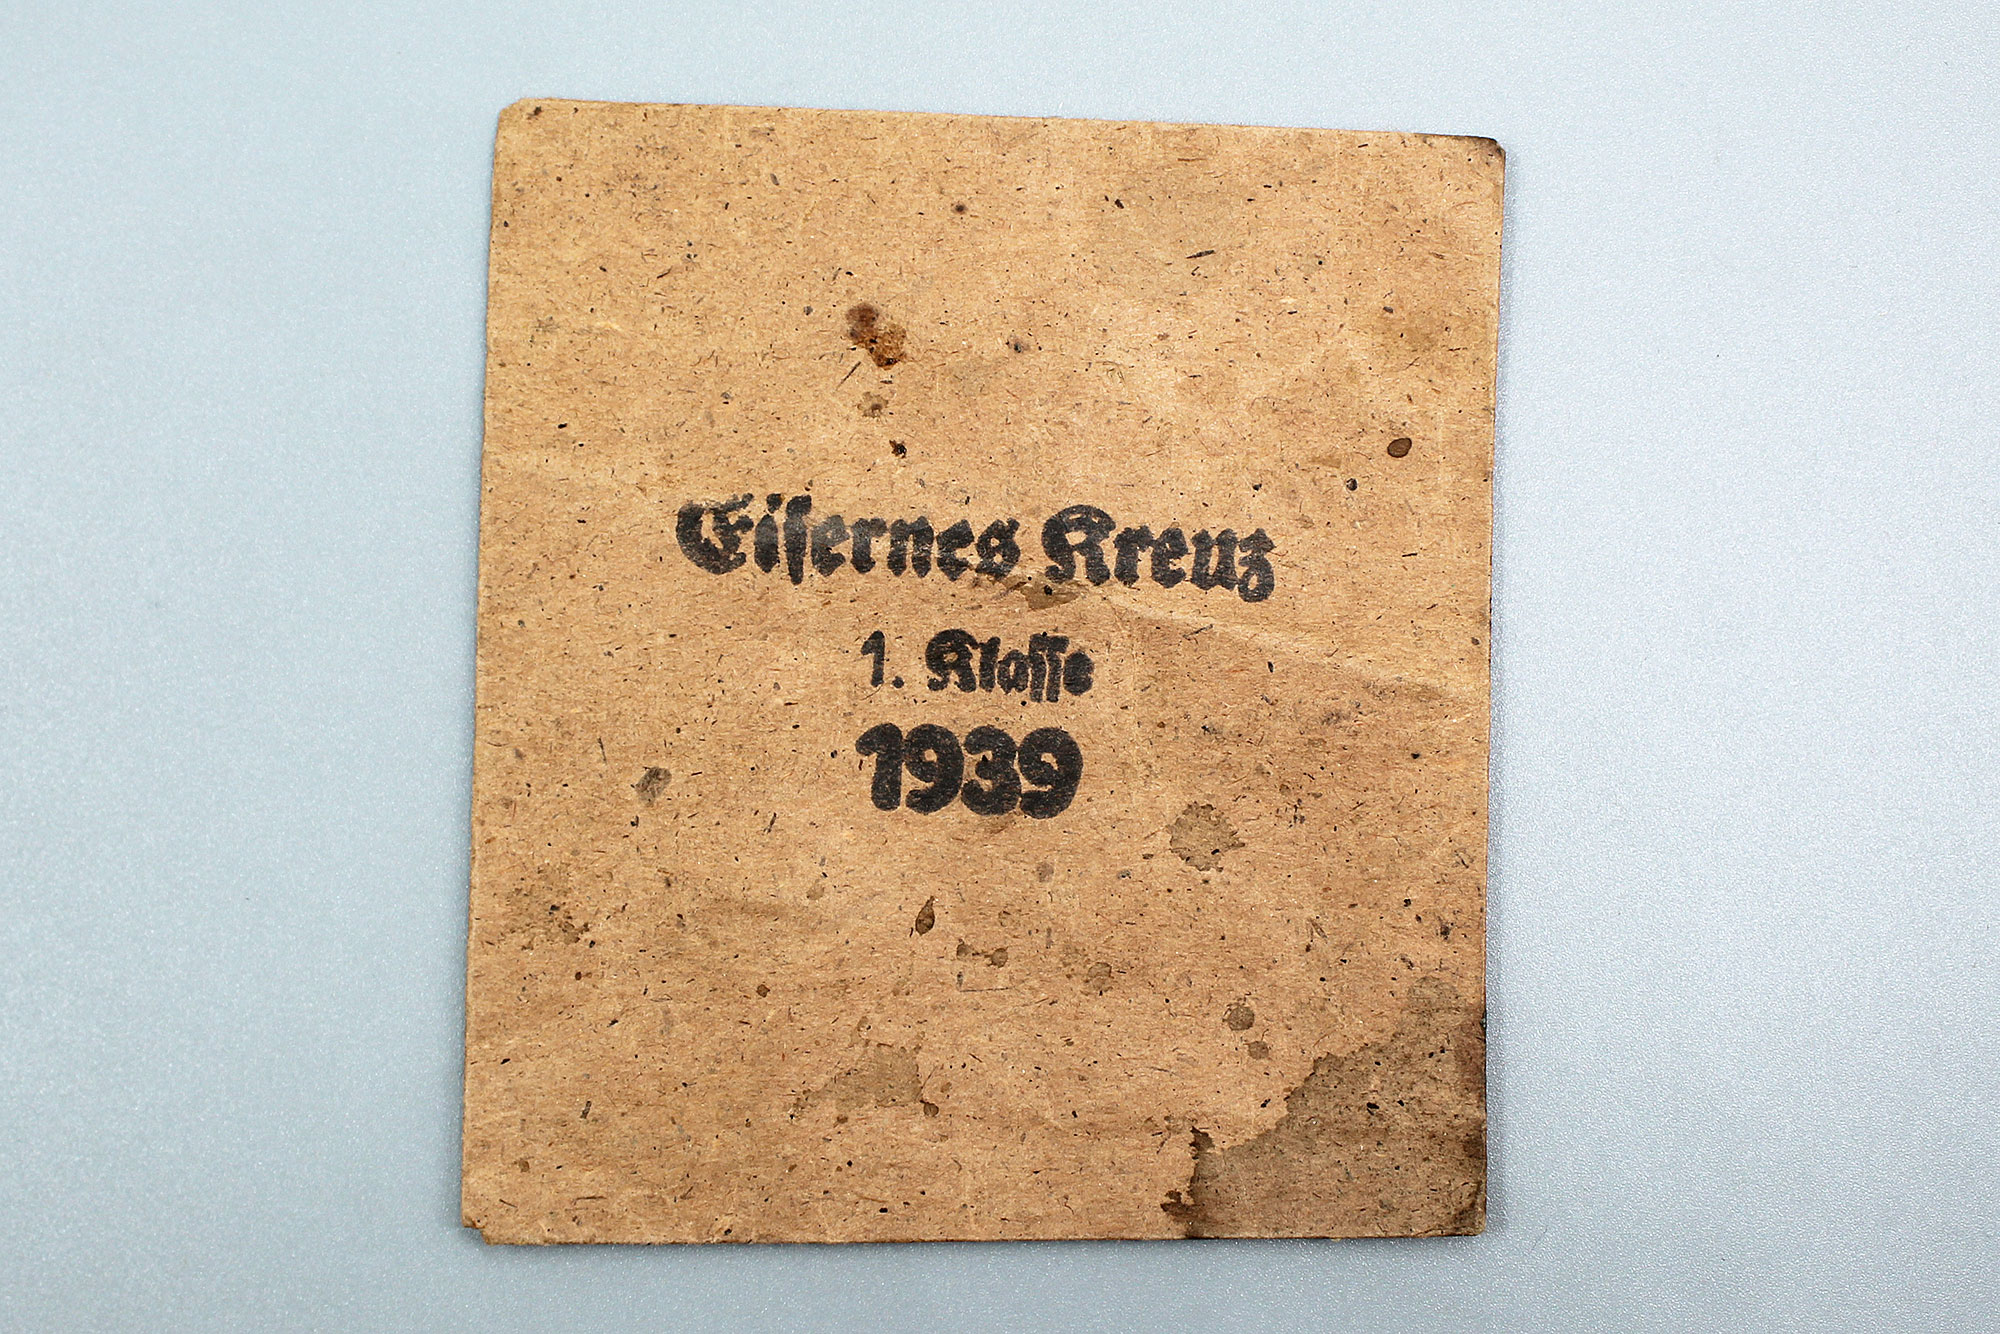 Eiſernes Kreuz
1. Klaſſe
1939